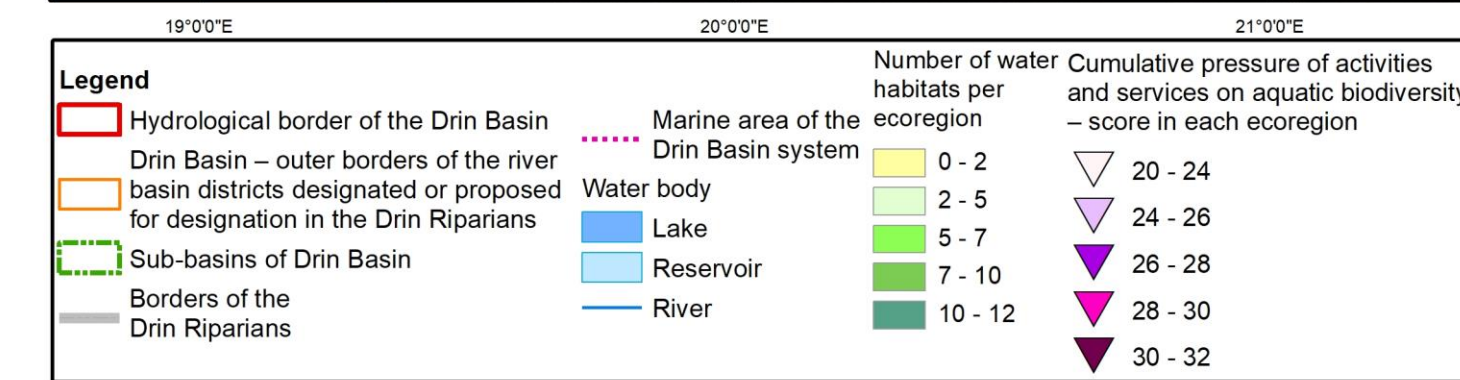 19°0'0"E
20°0'0"E
21°0'0"E
Legend
Hydrological border of the Drin Basin
Drin Basin – outer borders of the river
basin districts designated or proposed
for designation in the Drin Riparians
Sub-basins of Drin Basin
Borders of the
Drin Riparians
Marine area of the
Drin Basin system
Water body
Lake
Reservoir
River
Number of water
habitats per
ecoregion
0 - 2
2 - 5
5 - 7
7 - 10
10 - 12
Cumulative pressure of activities
and services on aquatic biodiversity
– score in each ecoregion
20 - 24
24 - 26
26 - 28
28 - 30
30 - 32